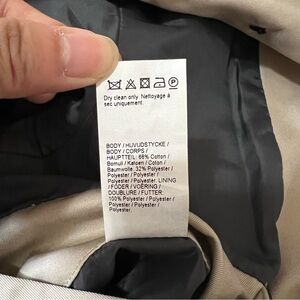 Dry clean only. Nettoyage à
sec uniquement.
BODY / HUVUDSTYCKE /
BODY / CORPS /
HAUPTTEIL: 68% Cotton /
Bomull / Katoen / Coton /
Baumwolle. 32% Polyester /
Polyester / Polyester /
Polyester / Polyester. LINING
/ FODER / VOERING /
DOUBLURE / FUTTER:
100% Polyester / Polyester /
Polyester / Polyester /
Polyester.